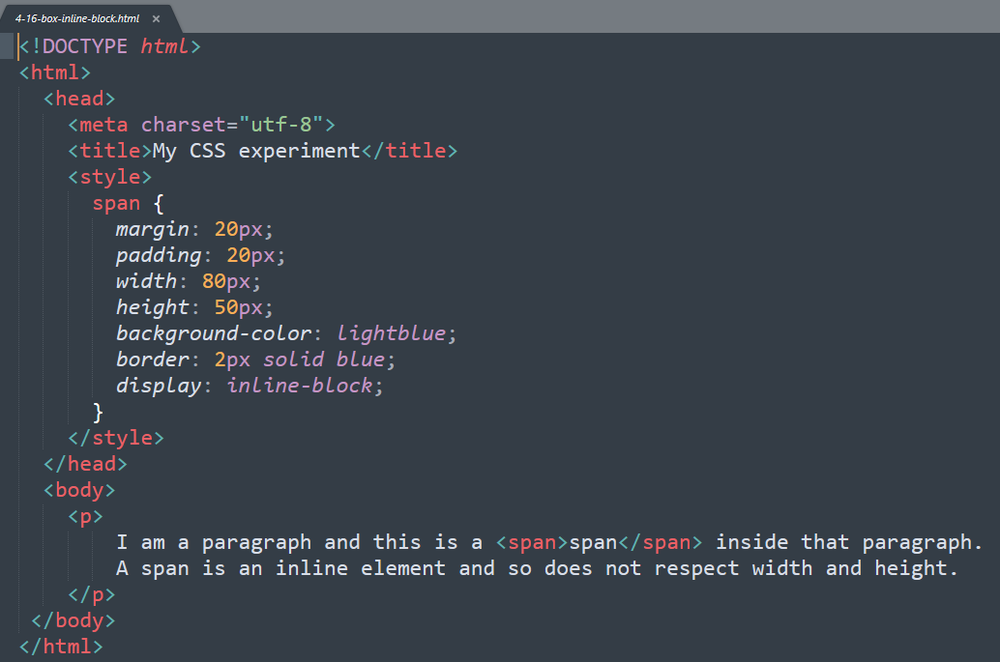 4-16-box-inline-block.html ×
<!DOCTYPE html>
<html>
  <head>
    <meta charset="utf-8">
    <title>My CSS experiment</title>
    <style>
      span {
        margin: 20px;
        padding: 20px;
        width: 80px;
        height: 50px;
        background-color: lightblue;
        border: 2px solid blue;
        display: inline-block;
      }
    </style>
  </head>
  <body>
    <p>
        I am a paragraph and this is a <span>span</span> inside that paragraph.
        A span is an inline element and so does not respect width and height.
    </p>
 </body>
</html>